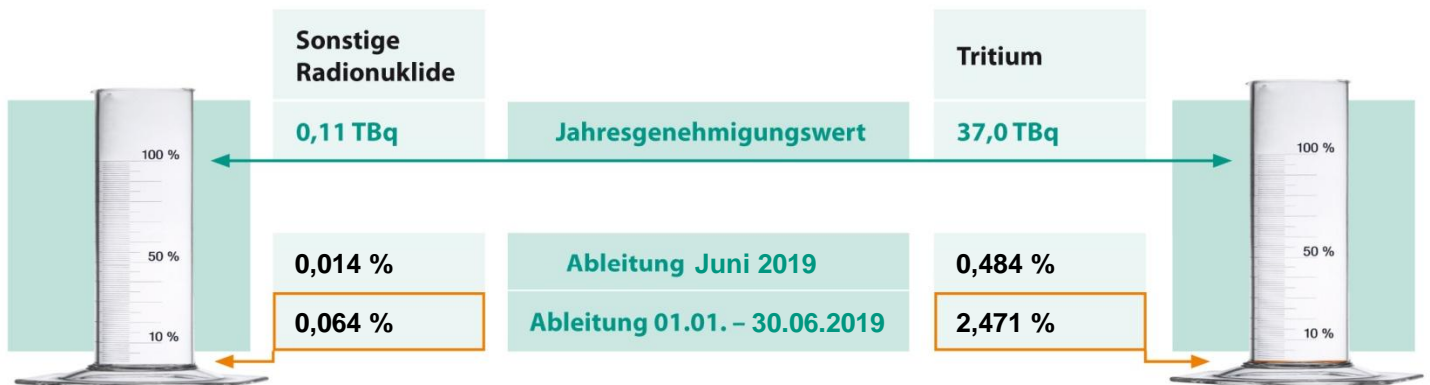 Sonstige
Radionuklide
Tritium
0,11 TBq
Jahresgenehmigungswert
37,0 TBq
100 %
100 %
50 %
0,014 %
Ableitung Juni 2019
0,484 %
50 %
10 %
0,064 %
Ableitung 01.01. – 30.06.2019
2,471 %
10 %